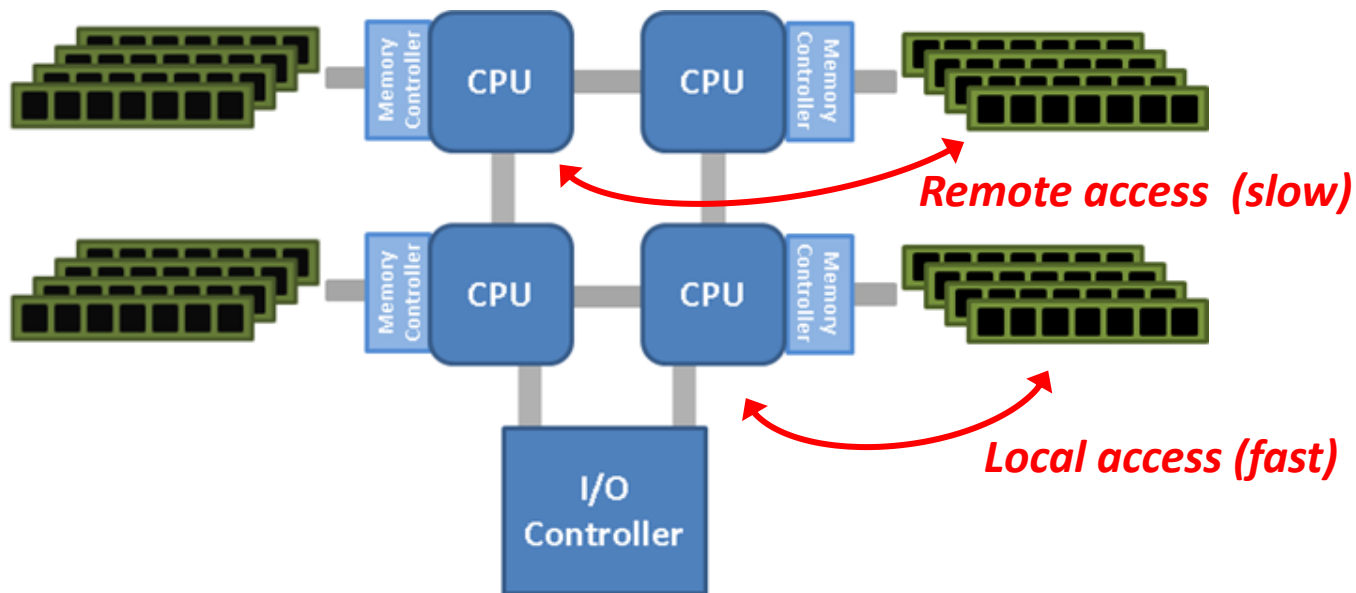 Memory
Controller
CPU
CPU
Memory
Controller
Remote access (slow)
Memory
Controller
CPU
CPU
Memory
Controller
Local access (fast)
I/O
Controller